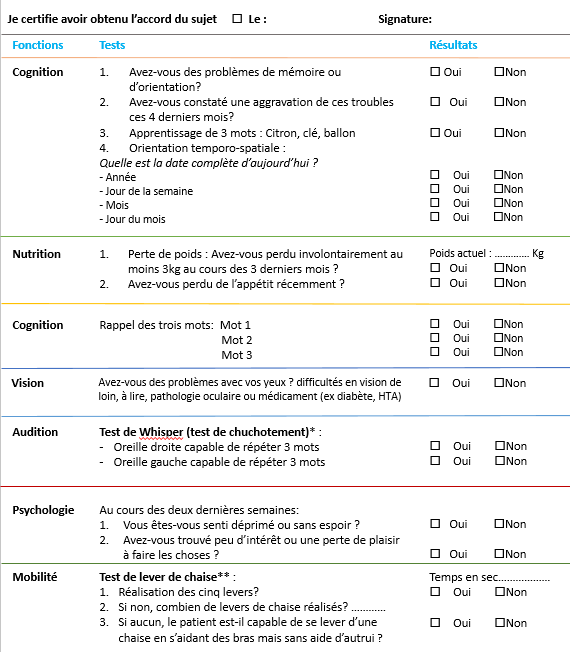 Je certifie avoir obtenu l’accord du sujet ☐ Le : Signature:
Fonctions Tests Résultats
Cognition 1. Avez-vous des problèmes de mémoire ou ☐ Oui ☐Non
d’orientation?
2. Avez-vous constaté une aggravation de ces troubles ☐ Oui ☐Non
ces 4 derniers mois?
3. Apprentissage de 3 mots : Citron, clé, ballon ☐ Oui ☐Non
4. Orientation temporo-spatiale :
Quelle est la date complète d’aujourd’hui ?
- Année ☐ Oui ☐Non
- Jour de la semaine ☐ Oui ☐Non
- Mois ☐ Oui ☐Non
- Jour du mois ☐ Oui ☐Non
Nutrition 1. Perte de poids : Avez-vous perdu involontairement au Poids actuel : ............. Kg
moins 3kg au cours des 3 derniers mois ? ☐ Oui ☐Non
2. Avez-vous perdu de l’appétit récemment ? ☐ Oui ☐Non
Cognition Rappel des trois mots: Mot 1 ☐ Oui ☐Non
Mot 2 ☐ Oui ☐Non
Mot 3 ☐ Oui ☐Non
Vision Avez-vous des problèmes avec vos yeux ? difficultés en vision de ☐ Oui ☐Non
loin, à lire, pathologie oculaire ou médicament (ex diabète, HTA)
Audition Test de Whisper (test de chuchotement)* :
- Oreille droite capable de répéter 3 mots ☐ Oui ☐Non
- Oreille gauche capable de répéter 3 mots ☐ Oui ☐Non
Psychologie Au cours des deux dernières semaines:
1. Vous êtes-vous senti déprimé ou sans espoir ? ☐ Oui ☐Non
2. Avez-vous trouvé peu d’intérêt ou une perte de plaisir
à faire les choses ? ☐ Oui ☐Non
Mobilité Test de lever de chaise** : Temps en sec..................
1. Réalisation des cinq levers? ☐ Oui ☐Non
2. Si non, combien de levers de chaise réalisés? ............
3. Si aucun, le patient est-il capable de se lever d’une ☐ Oui ☐Non
chaise en s’aidant des bras mais sans aide d’autrui ?